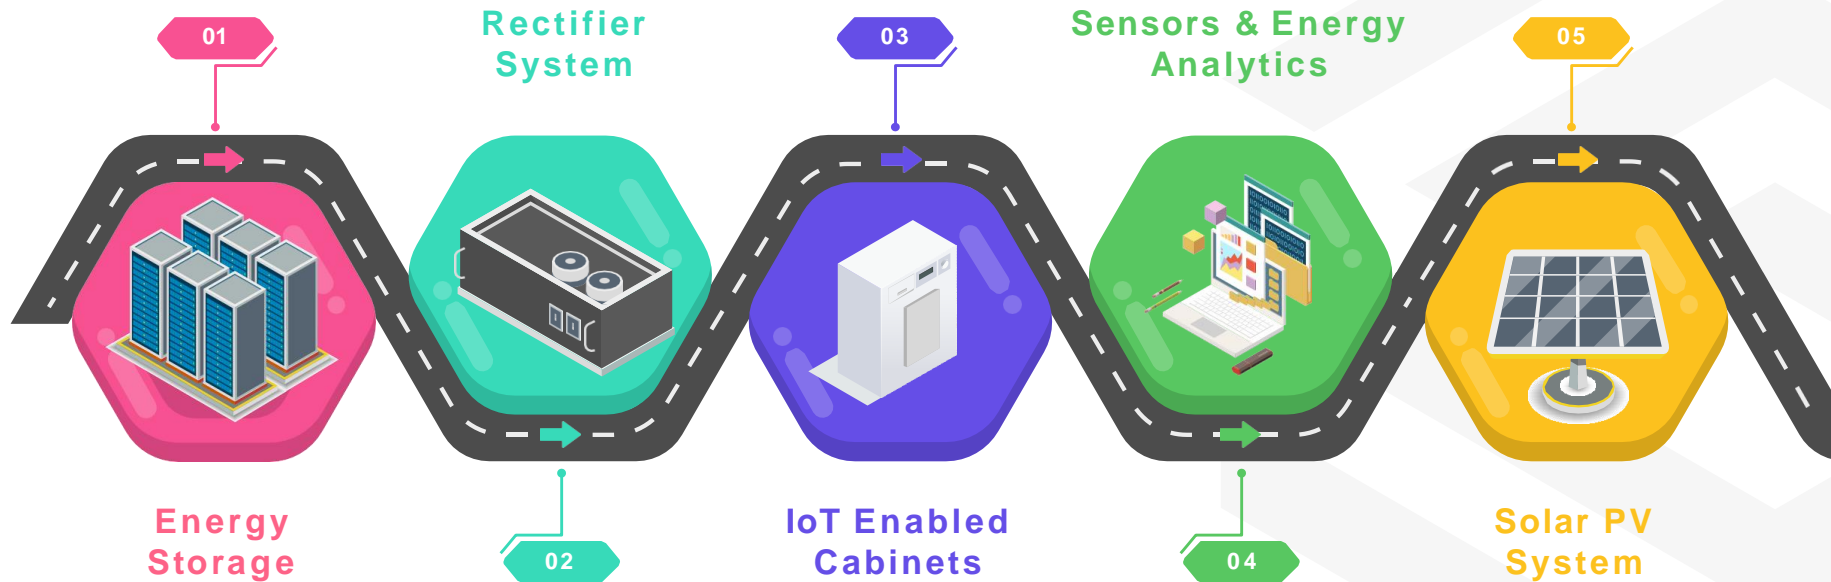 01
Energy
Storage
Rectifier
System
02
03
IoT Enabled
Cabinets
Sensors & Energy
Analytics
04
05
Solar PV
System